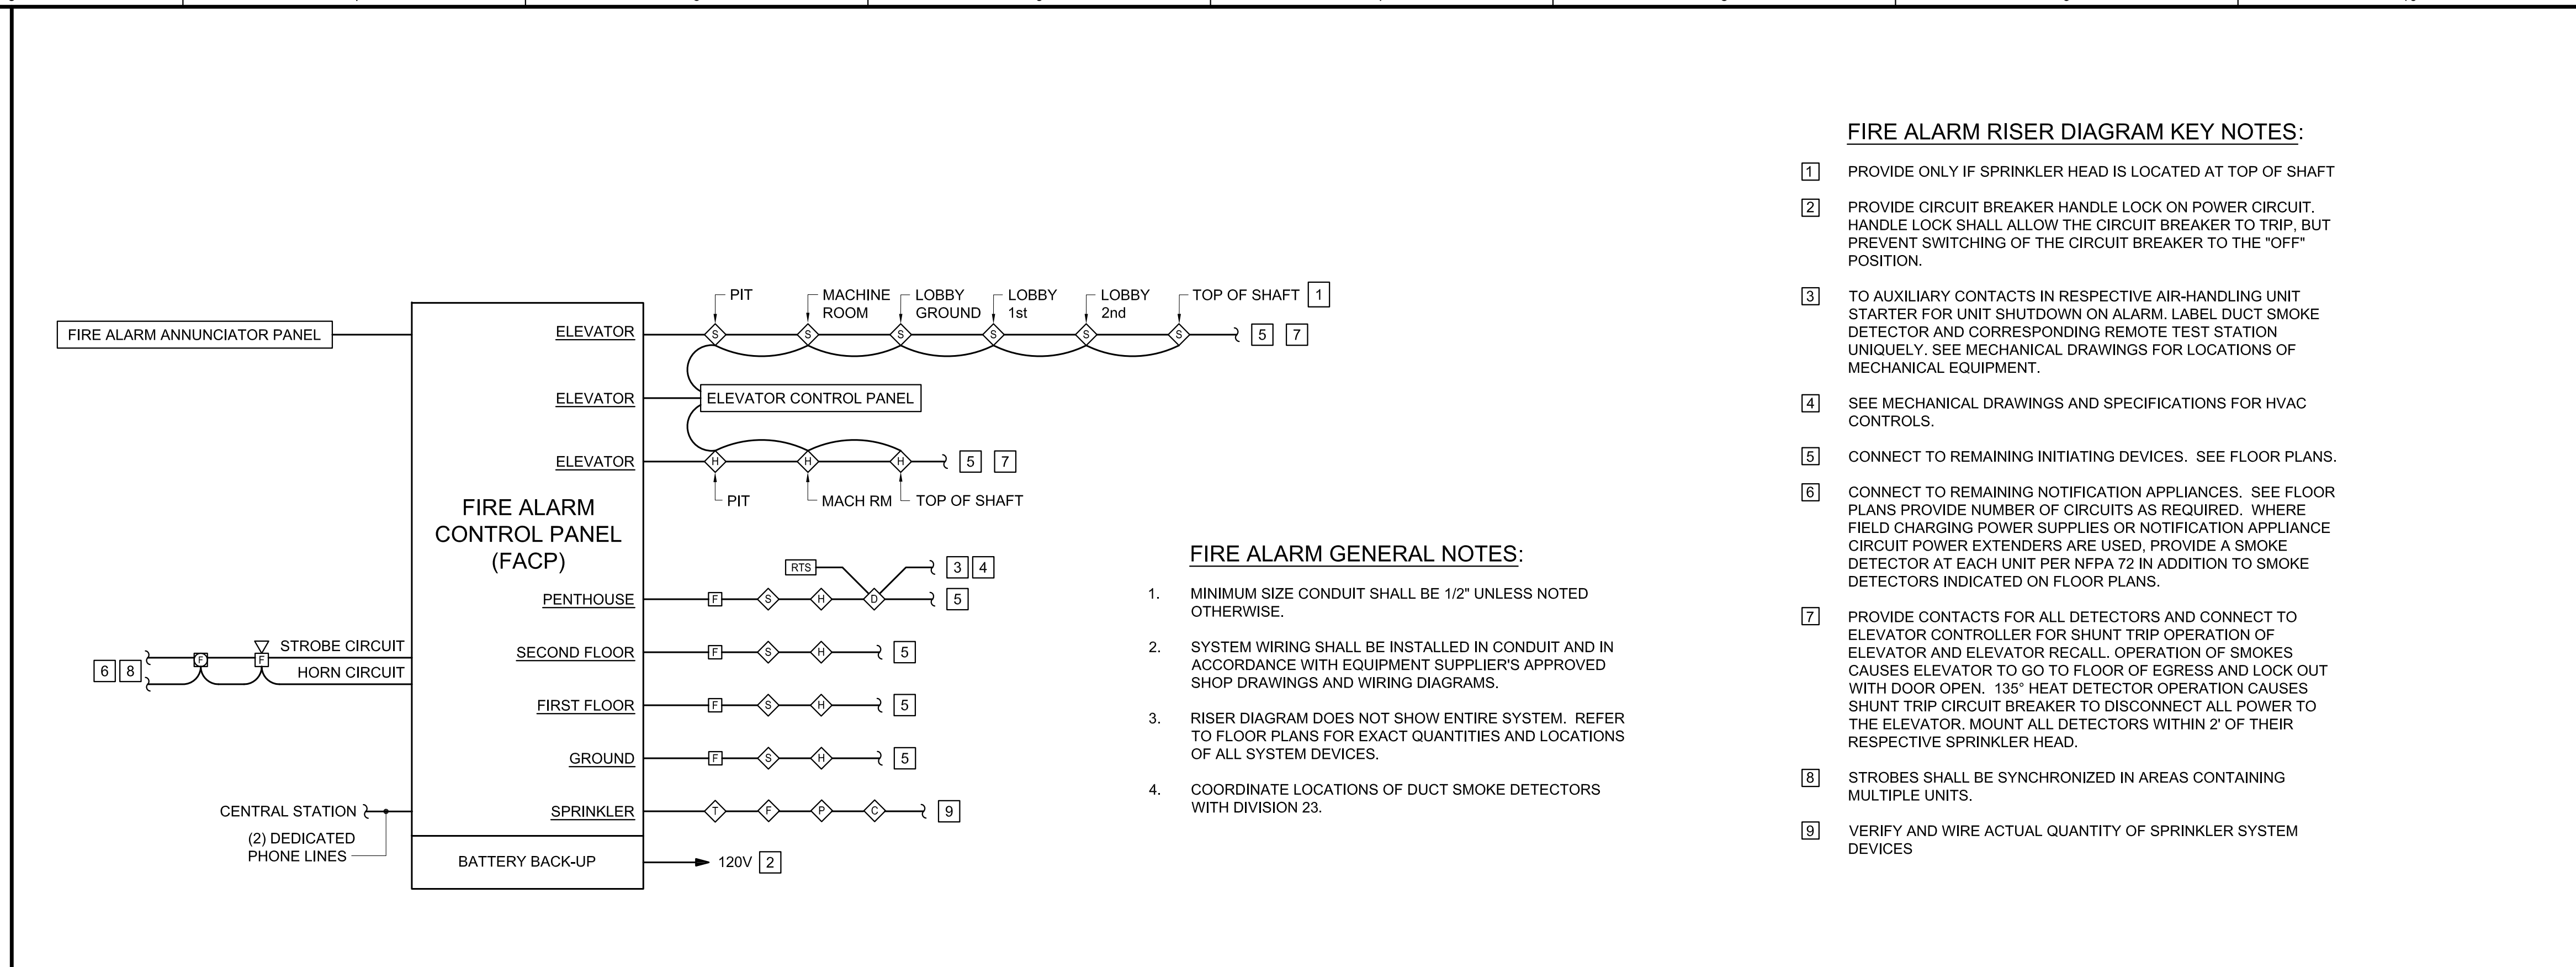 FIRE ALARM ANNUNCIATOR PANEL
ELEVATOR
PIT
MACHINE
ROOM
LOBBY
GROUND
LOBBY
1st
LOBBY
2nd
TOP OF SHAFT 1
S S S S S S 5 7
ELEVATOR
ELEVATOR CONTROL PANEL
ELEVATOR
H H H 5 7
PIT
MACH RM
TOP OF SHAFT
FIRE ALARM
CONTROL PANEL
(FACP)
RTS 3 4
PENTHOUSE F S H D 5
SECOND FLOOR F S H 5
FIRST FLOOR F S H 5
GROUND F S H 5
SPRINKLER T F P C 9
BATTERY BACK-UP 120V 2
STROBE CIRCUIT
F F
HORN CIRCUIT
6 8
CENTRAL STATION
(2) DEDICATED
PHONE LINES
FIRE ALARM GENERAL NOTES:
1. MINIMUM SIZE CONDUIT SHALL BE 1/2" UNLESS NOTED
OTHERWISE.
2. SYSTEM WIRING SHALL BE INSTALLED IN CONDUIT AND IN
ACCORDANCE WITH EQUIPMENT SUPPLIER'S APPROVED
SHOP DRAWINGS AND WIRING DIAGRAMS.
3. RISER DIAGRAM DOES NOT SHOW ENTIRE SYSTEM. REFER
TO FLOOR PLANS FOR EXACT QUANTITIES AND LOCATIONS
OF ALL SYSTEM DEVICES.
4. COORDINATE LOCATIONS OF DUCT SMOKE DETECTORS
WITH DIVISION 23.
FIRE ALARM RISER DIAGRAM KEY NOTES:
1 PROVIDE ONLY IF SPRINKLER HEAD IS LOCATED AT TOP OF SHAFT
2 PROVIDE CIRCUIT BREAKER HANDLE LOCK ON POWER CIRCUIT.
HANDLE LOCK SHALL ALLOW THE CIRCUIT BREAKER TO TRIP, BUT
PREVENT SWITCHING OF THE CIRCUIT BREAKER TO THE "OFF"
POSITION.
3 TO AUXILIARY CONTACTS IN RESPECTIVE AIR-HANDLING UNIT
STARTER FOR UNIT SHUTDOWN ON ALARM. LABEL DUCT SMOKE
DETECTOR AND CORRESPONDING REMOTE TEST STATION
UNIQUELY. SEE MECHANICAL DRAWINGS FOR LOCATIONS OF
MECHANICAL EQUIPMENT.
4 SEE MECHANICAL DRAWINGS AND SPECIFICATIONS FOR HVAC
CONTROLS.
5 CONNECT TO REMAINING INITIATING DEVICES. SEE FLOOR PLANS.
6 CONNECT TO REMAINING NOTIFICATION APPLIANCES. SEE FLOOR
PLANS PROVIDE NUMBER OF CIRCUITS AS REQUIRED. WHERE
FIELD CHARGING POWER SUPPLIES OR NOTIFICATION APPLIANCE
CIRCUIT POWER EXTENDERS ARE USED, PROVIDE A SMOKE
DETECTOR AT EACH UNIT PER NFPA 72 IN ADDITION TO SMOKE
DETECTORS INDICATED ON FLOOR PLANS.
7 PROVIDE CONTACTS FOR ALL DETECTORS AND CONNECT TO
ELEVATOR CONTROLLER FOR SHUNT TRIP OPERATION OF
ELEVATOR AND ELEVATOR RECALL. OPERATION OF SMOKES
CAUSES ELEVATOR TO GO TO FLOOR OF EGRESS AND LOCK OUT
WITH DOOR OPEN. 135° HEAT DETECTOR OPERATION CAUSES
SHUNT TRIP CIRCUIT BREAKER TO DISCONNECT ALL POWER TO
THE ELEVATOR. MOUNT ALL DETECTORS WITHIN 2' OF THEIR
RESPECTIVE SPRINKLER HEAD.
8 STROBES SHALL BE SYNCHRONIZED IN AREAS CONTAINING
MULTIPLE UNITS.
9 VERIFY AND WIRE ACTUAL QUANTITY OF SPRINKLER SYSTEM
DEVICES